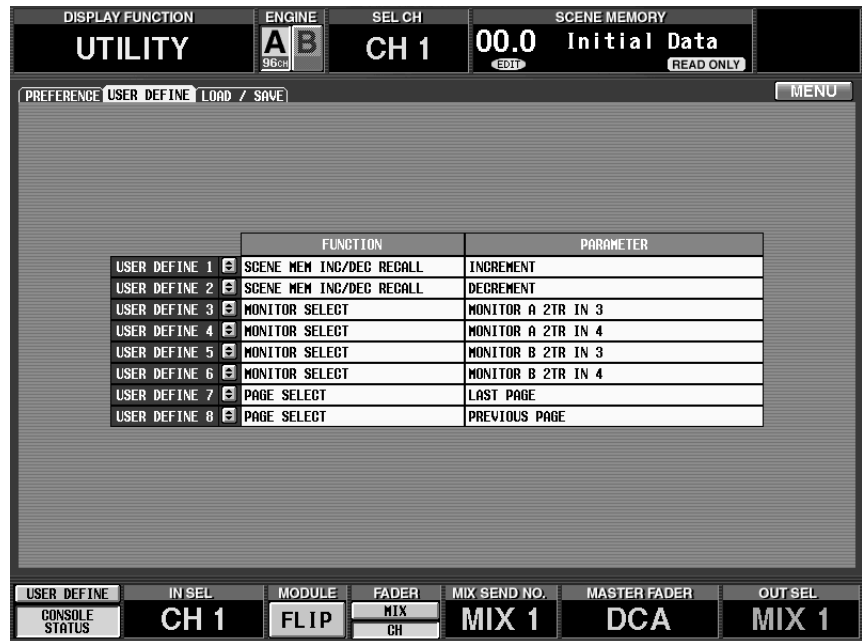 DISPLAY FUNCTION ENGINE SEL CH SCENE MEMORY
UTILITY A B 96CH CH 1 00.0 EDIT Initial Data READ ONLY
PREFERENCE USER DEFINE LOAD / SAVE MENU
FUNCTION PARAMETER
USER DEFINE 1 SCENE MEM INC/DEC RECALL INCREMENT
USER DEFINE 2 SCENE MEM INC/DEC RECALL DECREMENT
USER DEFINE 3 MONITOR SELECT MONITOR A 2TR IN 3
USER DEFINE 4 MONITOR SELECT MONITOR A 2TR IN 4
USER DEFINE 5 MONITOR SELECT MONITOR B 2TR IN 3
USER DEFINE 6 MONITOR SELECT MONITOR B 2TR IN 4
USER DEFINE 7 PAGE SELECT LAST PAGE
USER DEFINE 8 PAGE SELECT PREVIOUS PAGE
USER DEFINE IN SEL MODULE FADER MIX SEND NO. MASTER FADER OUT SEL
CONSOLE STATUS CH 1 FLIP MIX CH MIX 1 DCA MIX 1